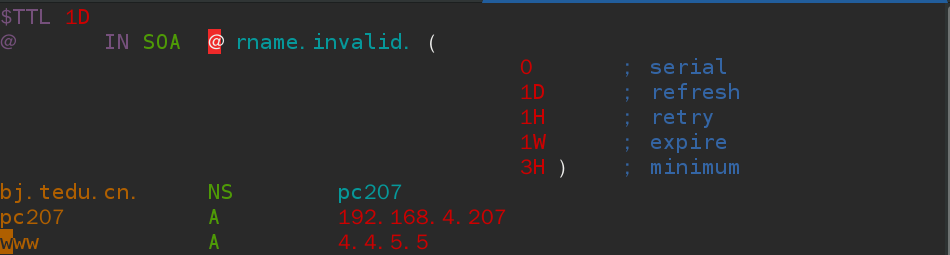 $TTL 1D
@ IN SOA @ rname.invalid. (
0 ; serial
1D ; refresh
1H ; retry
1W ; expire
3H ) ; minimum
bj.tedu.cn. NS pc207
pc207 A 192.168.4.207
www A 4.4.5.5